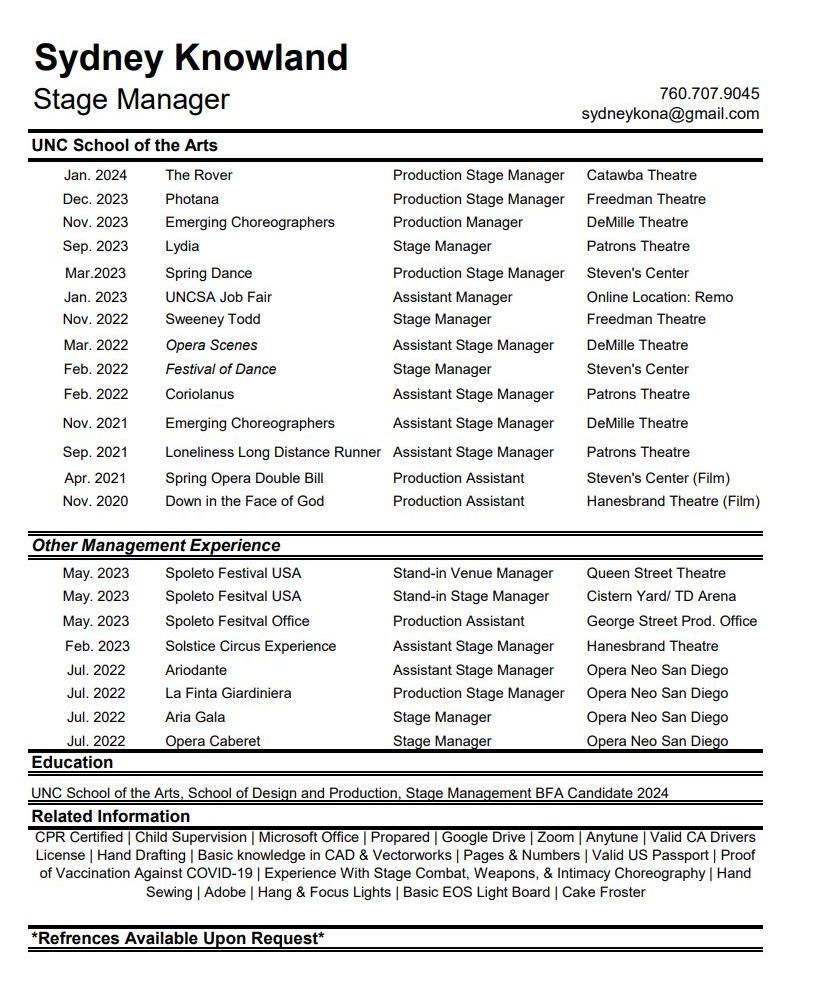 Sydney Knowland
Stage Manager
760.707.9045
sydneykona@gmail.com
UNC School of the Arts
Jan. 2024 The Rover Production Stage Manager Catawba Theatre
Dec. 2023 Photana Production Stage Manager Freedman Theatre
Nov. 2023 Emerging Choreographers Production Manager DeMille Theatre
Sep. 2023 Lydia Stage Manager Patrons Theatre
Mar.2023 Spring Dance Production Stage Manager Steven's Center
Jan. 2023 UNCSA Job Fair Assistant Manager Online Location: Remo
Nov. 2022 Sweeney Todd Stage Manager Freedman Theatre
Mar. 2022 Opera Scenes Assistant Stage Manager DeMille Theatre
Feb. 2022 Festival of Dance Stage Manager Steven's Center
Feb. 2022 Coriolanus Assistant Stage Manager Patrons Theatre
Nov. 2021 Emerging Choreographers Assistant Stage Manager DeMille Theatre
Sep. 2021 Loneliness Long Distance Runner Assistant Stage Manager Patrons Theatre
Apr. 2021 Spring Opera Double Bill Production Assistant Steven's Center (Film)
Nov. 2020 Down in the Face of God Production Assistant Hanesbrand Theatre (Film)
Other Management Experience
May. 2023 Spoleto Festival USA Stand-in Venue Manager Queen Street Theatre
May. 2023 Spoleto Fesitval USA Stand-in Stage Manager Cistern Yard/ TD Arena
May. 2023 Spoleto Fesitval Office Production Assistant George Street Prod. Office
Feb. 2023 Solstice Circus Experience Assistant Stage Manager Hanesbrand Theatre
Jul. 2022 Ariodante Assistant Stage Manager Opera Neo San Diego
Jul. 2022 La Finta Giardiniera Production Stage Manager Opera Neo San Diego
Jul. 2022 Aria Gala Stage Manager Opera Neo San Diego
Jul. 2022 Opera Caberet Stage Manager Opera Neo San Diego
Education
UNC School of the Arts, School of Design and Production, Stage Management BFA Candidate 2024
Related Information
CPR Certified | Child Supervision | Microsoft Office | Propared | Google Drive | Zoom | Anytune | Valid CA Drivers
License | Hand Drafting | Basic knowledge in CAD & Vectorworks | Pages & Numbers | Valid US Passport | Proof
of Vaccination Against COVID-19 | Experience With Stage Combat, Weapons, & Intimacy Choreography | Hand
Sewing | Adobe | Hang & Focus Lights | Basic EOS Light Board | Cake Froster
*Refrences Available Upon Request*